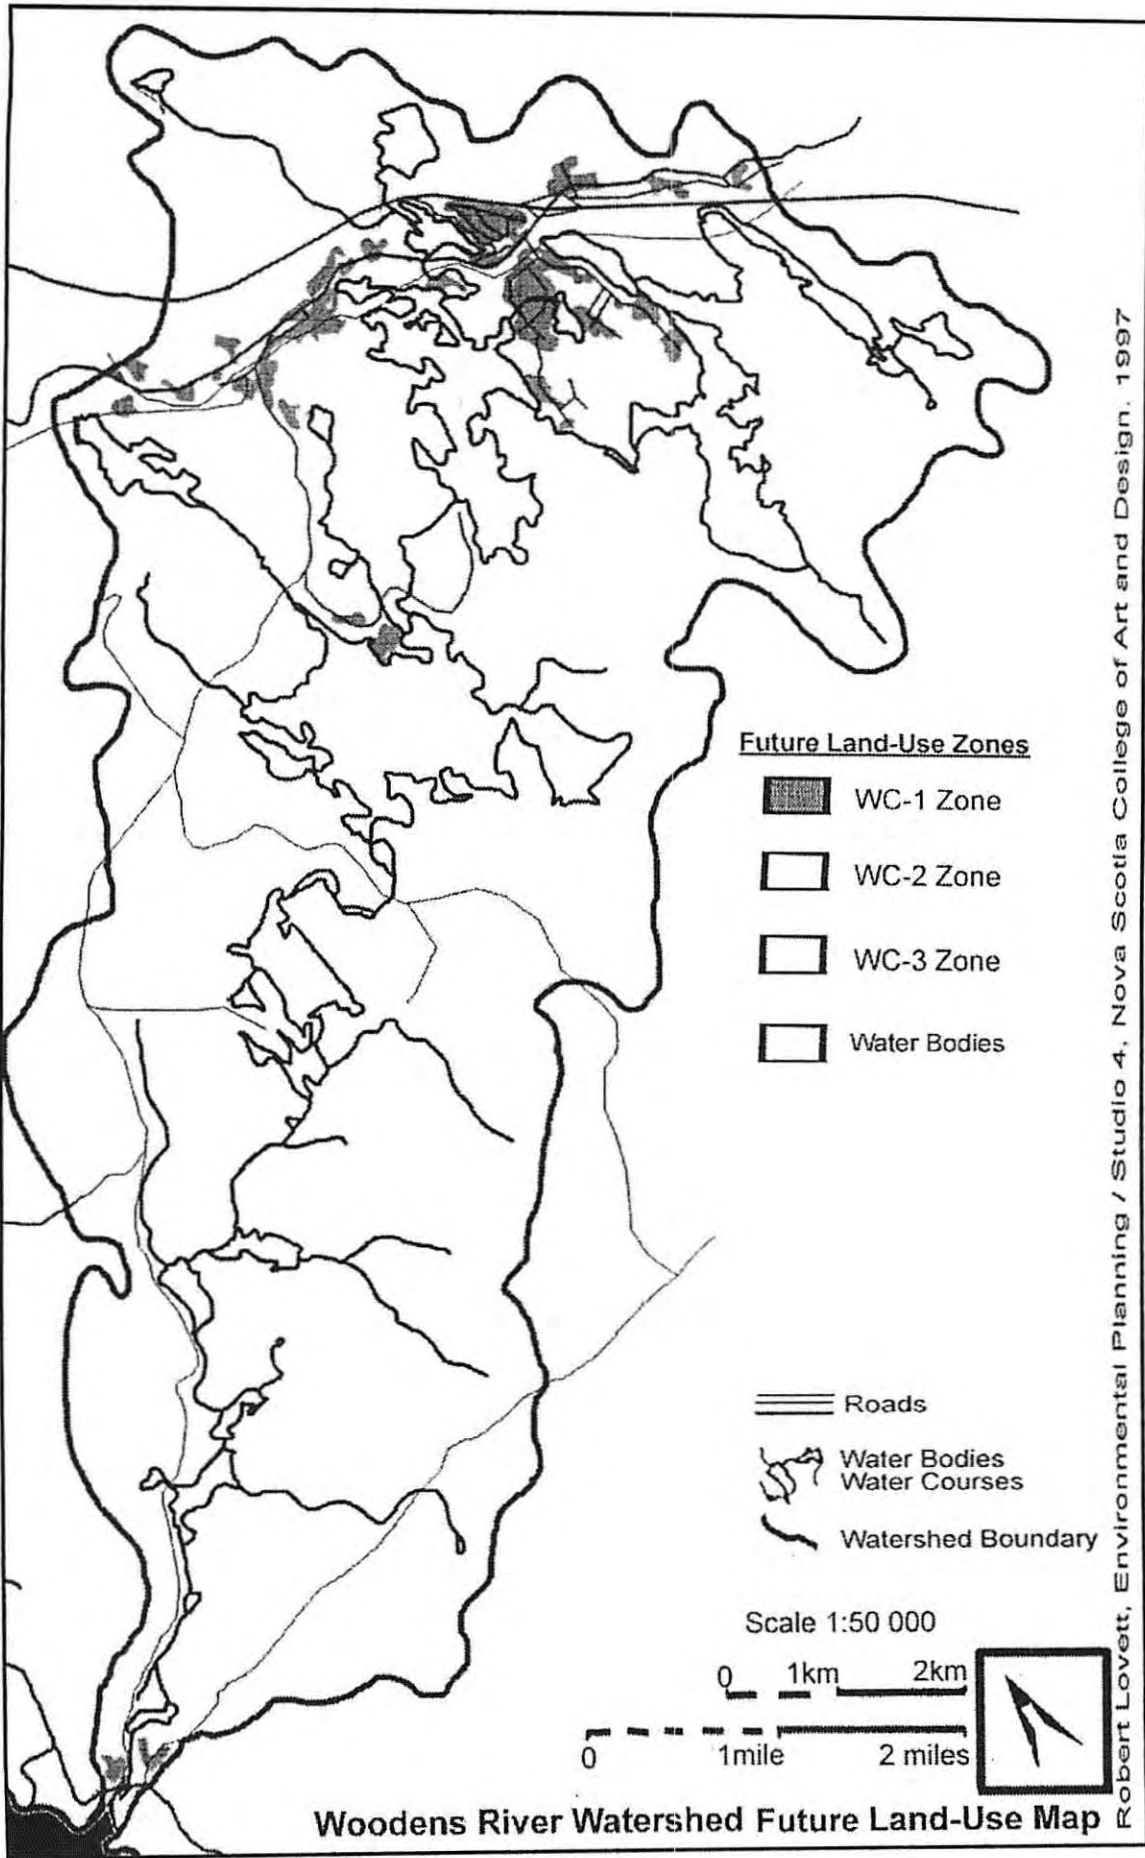 Future Land-Use Zones
WC-1 Zone
WC-2 Zone
WC-3 Zone
Water Bodies
Roads
Water Bodies
Water Courses
Watershed Boundary
Scale 1:50 000
0 1km 2km
0 1mile 2 miles
Woodens River Watershed Future Land-Use Map
Robert Lovett, Environmental Planning / Studio 4, Nova Scotia College of Art and Design. 1997